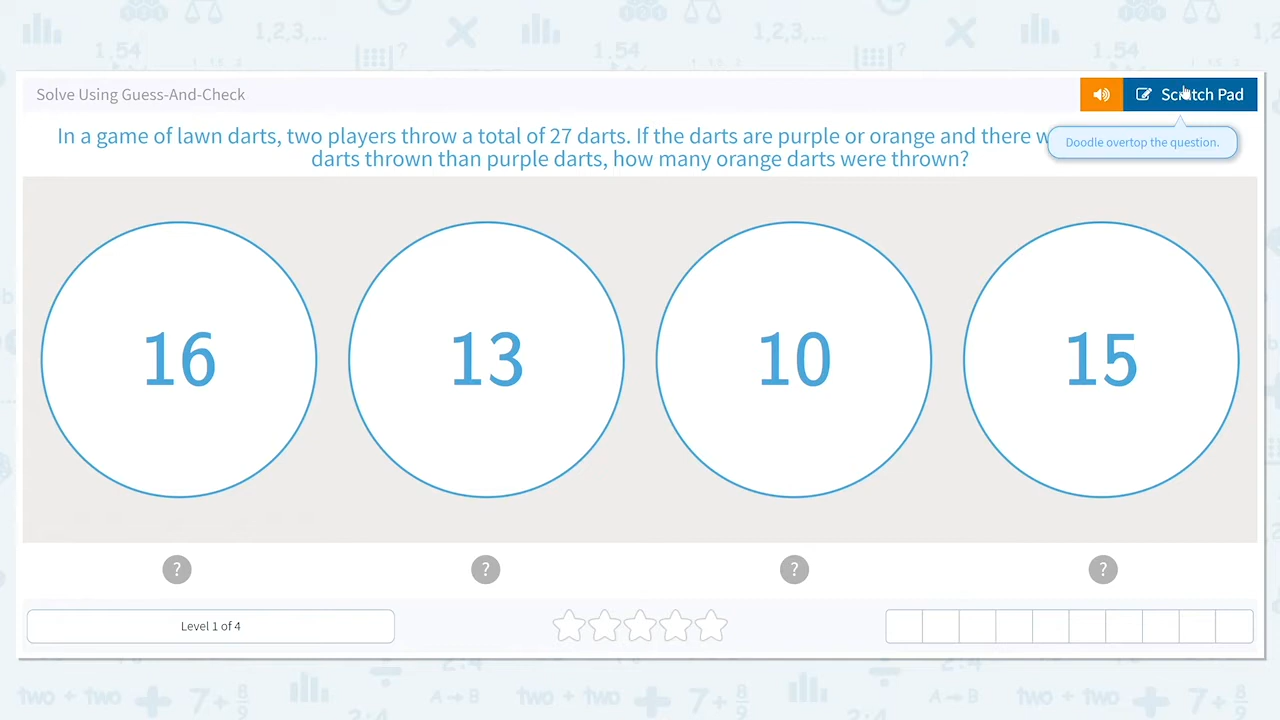 Solve Using Guess-And-Check
Scratch Pad
In a game of lawn darts, two players throw a total of 27 darts. If the darts are purple or orange and there
Doodle overtop the question.
darts thrown than purple darts, how many orange darts were thrown?
16
13
10
15
?
?
?
?
Level 1 of 4